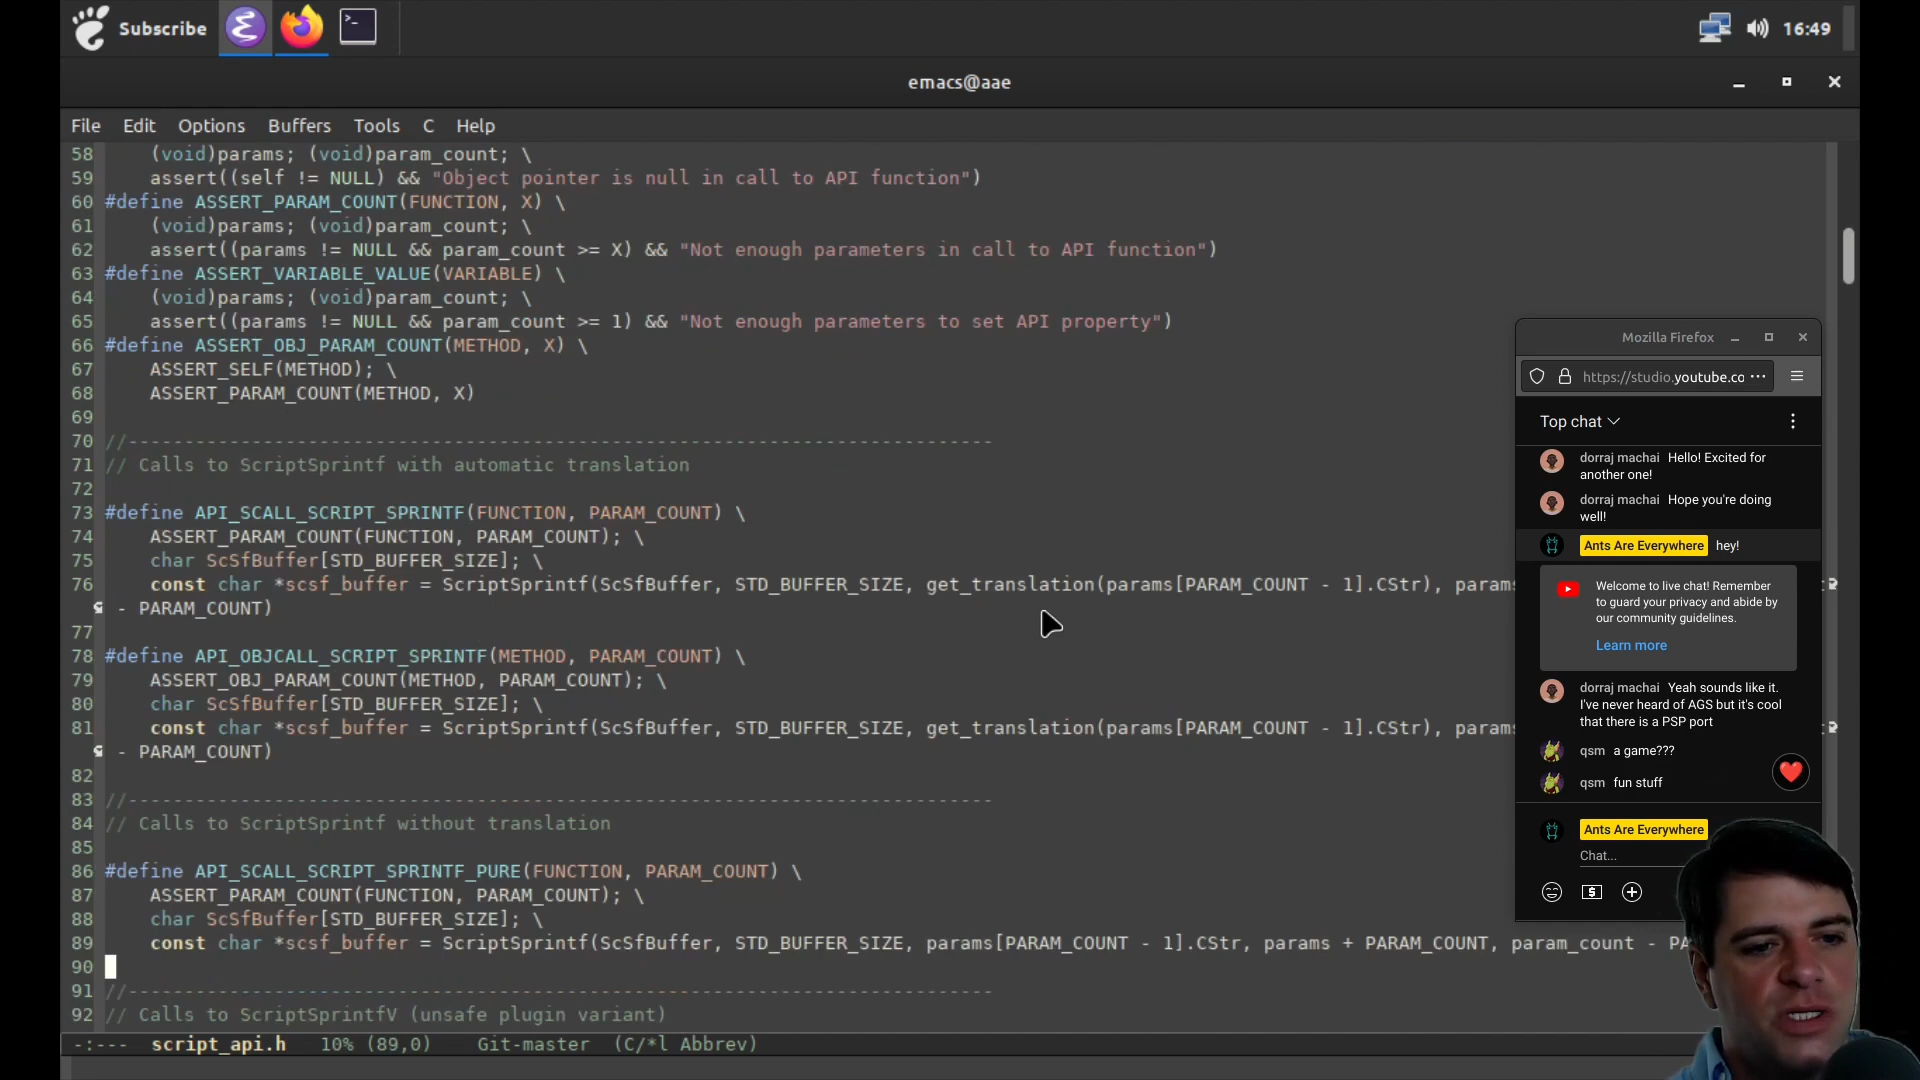 Subscribe
16:49
emacs@aae
File Edit Options Buffers Tools C Help
58 (void)params; (void)param_count; \
59 assert((self != NULL) && "Object pointer is null in call to API function")
60 #define ASSERT_PARAM_COUNT(FUNCTION, X) \
61 (void)params; (void)param_count; \
62 assert((params != NULL && param_count >= X) && "Not enough parameters in call to API function")
63 #define ASSERT_VARIABLE_VALUE(VARIABLE) \
64 (void)params; (void)param_count; \
65 assert((params != NULL && param_count >= 1) && "Not enough parameters to set API property")
66 #define ASSERT_OBJ_PARAM_COUNT(METHOD, X) \
67 ASSERT_SELF(METHOD); \
68 ASSERT_PARAM_COUNT(METHOD, X)
69
70 //-----------------------------------------------------------------------------
71 // Calls to ScriptSprintf with automatic translation
72
73 #define API_SCALL_SCRIPT_SPRINTF(FUNCTION, PARAM_COUNT) \
74 ASSERT_PARAM_COUNT(FUNCTION, PARAM_COUNT); \
75 char ScSfBuffer[STD_BUFFER_SIZE]; \
76 const char *scsf_buffer = ScriptSprintf(ScSfBuffer, STD_BUFFER_SIZE, get_translation(params[PARAM_COUNT - 1].CStr), params
- PARAM_COUNT)
77
78 #define API_OBJCALL_SCRIPT_SPRINTF(METHOD, PARAM_COUNT) \
79 ASSERT_OBJ_PARAM_COUNT(METHOD, PARAM_COUNT); \
80 char ScSfBuffer[STD_BUFFER_SIZE]; \
81 const char *scsf_buffer = ScriptSprintf(ScSfBuffer, STD_BUFFER_SIZE, get_translation(params[PARAM_COUNT - 1].CStr), params
- PARAM_COUNT)
82
83 //-----------------------------------------------------------------------------
84 // Calls to ScriptSprintf without translation
85
86 #define API_SCALL_SCRIPT_SPRINTF_PURE(FUNCTION, PARAM_COUNT) \
87 ASSERT_PARAM_COUNT(FUNCTION, PARAM_COUNT); \
88 char ScSfBuffer[STD_BUFFER_SIZE]; \
89 const char *scsf_buffer = ScriptSprintf(ScSfBuffer, STD_BUFFER_SIZE, params[PARAM_COUNT - 1].CStr, params + PARAM_COUNT, param_count - PA
90
91 //-----------------------------------------------------------------------------
92 // Calls to ScriptSprintfV (unsafe plugin variant)
-:--- script_api.h 10% (89,0) Git-master (C/*l Abbrev)
Mozilla Firefox
https://studio.youtube.co ···
Top chat
dorraj machai Hello! Excited for
another one!
dorraj machai Hope you're doing
well!
Ants Are Everywhere hey!
Welcome to live chat! Remember
to guard your privacy and abide by
our community guidelines.
Learn more
dorraj machai Yeah sounds like it.
I've never heard of AGS but it's cool
that there is a PSP port
qsm a game???
qsm fun stuff
Ants Are Everywhere
Chat...